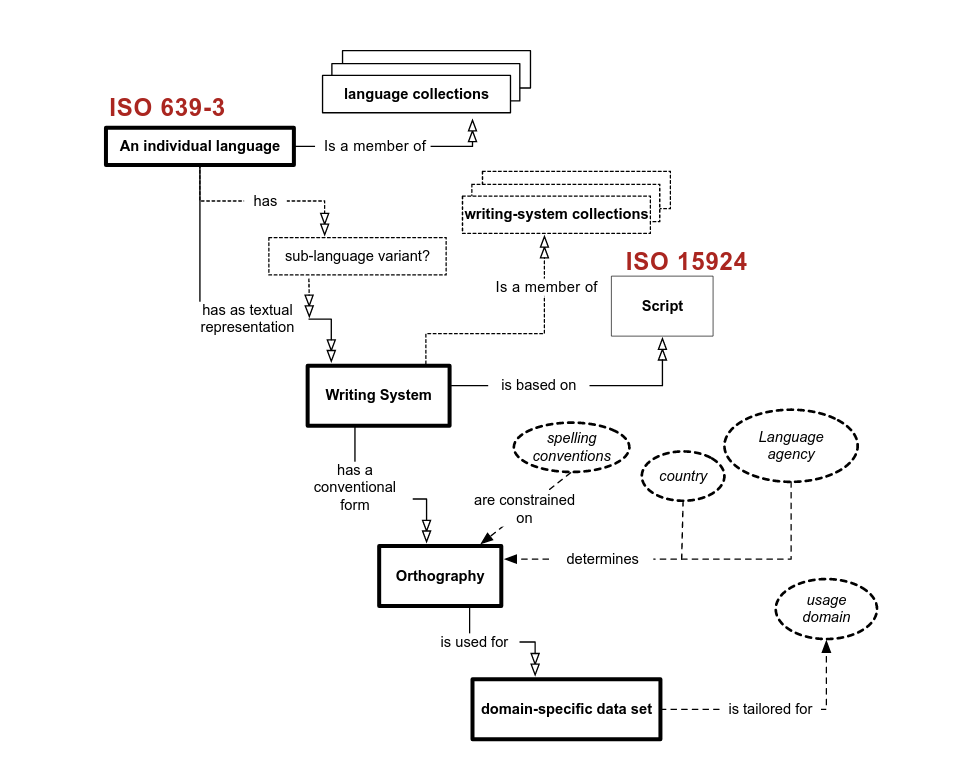 language collections
ISO 639-3
An individual language
Is a member of
has
writing-system collections
sub-language variant?
ISO 15924
Is a member of
Script
has as textual
representation
Writing System
is based on
spelling
conventions
Language
agency
country
has a
conventional
form
are constrained
on
determines
Orthography
usage
domain
is used for
domain-specific data set
is tailored for